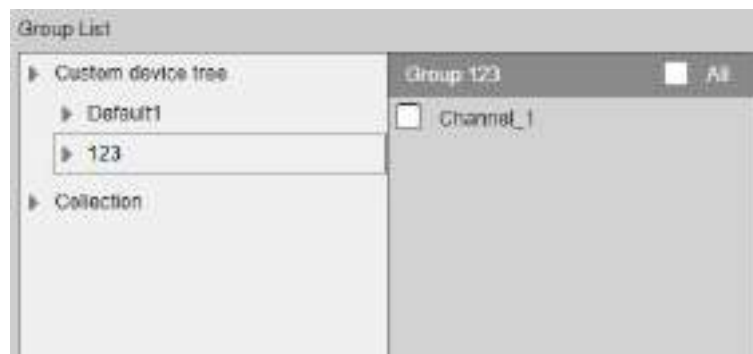 Group List
Custom device tree
Default1
123
Collection
Group 123
All
Channel_1